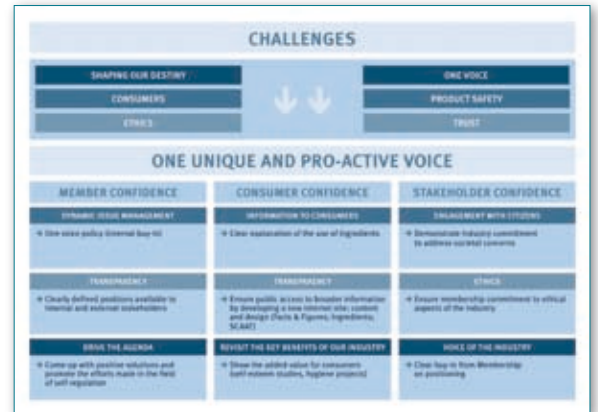 CHALLENGES
SHAPING OUR DESTINY
CONSUMERS
ETHICS
ONE VOICE
PRODUCT SAFETY
TRUST
ONE UNIQUE AND PRO-ACTIVE VOICE
MEMBER CONFIDENCE
DYNAMIC ISSUE MANAGEMENT
One voice policy (internal buy-in)
TRANSPARENCY
Clearly defined positions available to
internal and external stakeholders
DRIVE THE AGENDA
Come up with positive solutions and
promote the efforts made in the field
of self regulation
CONSUMER CONFIDENCE
INFORMATION TO CONSUMERS
Clear explanation of the use of ingredients
TRANSPARENCY
Ensure public access to broader information
by developing a new internet site; content
and design (Facts & Figures, Ingredients,
SCAAT)
REVISIT THE KEY BENEFITS OF OUR INDUSTRY
Show the added value for consumers
(self-esteem studies, hygiene projects)
STAKEHOLDER CONFIDENCE
ENGAGEMENT WITH CITIZENS
Demonstrate industry commitment
to address societal concerns
ETHICS
Ensure membership commitment to ethical
aspects of the industry
VOICE OF THE INDUSTRY
Clear buy-in from Membership
on positioning